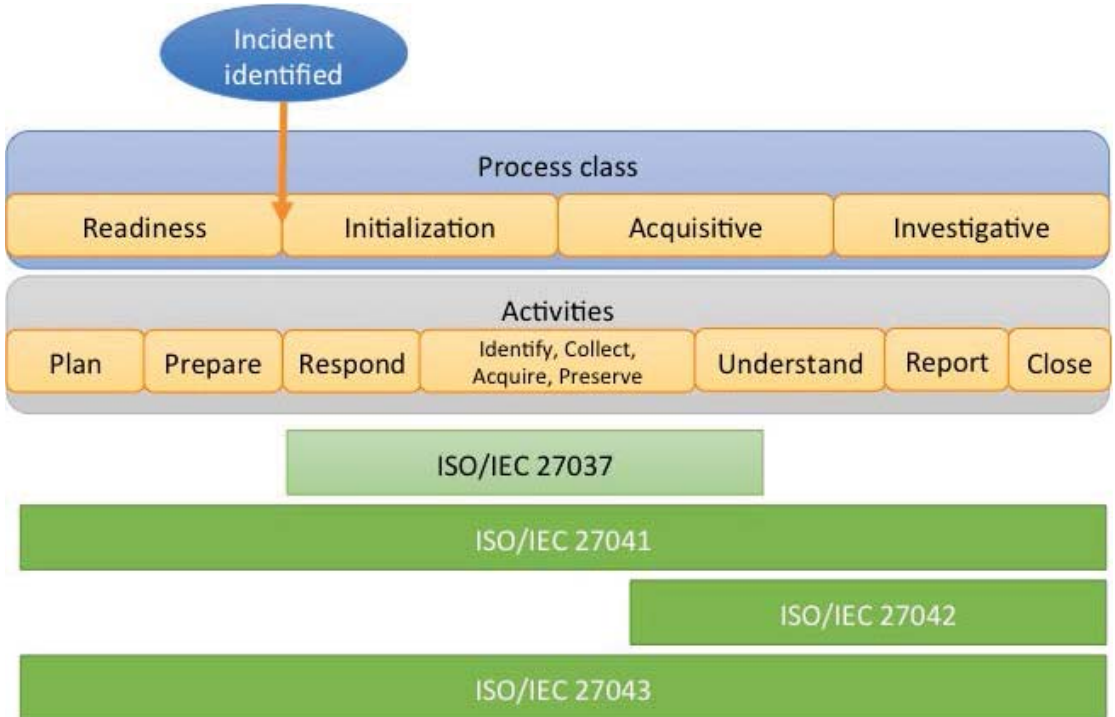 Incident
identified
Process class
Readiness
Initialization
Acquisitive
Investigative
Activities
Plan
Prepare
Respond
Identify, Collect,
Acquire, Preserve
Understand
Report
Close
ISO/IEC 27037
ISO/IEC 27041
ISO/IEC 27042
ISO/IEC 27043